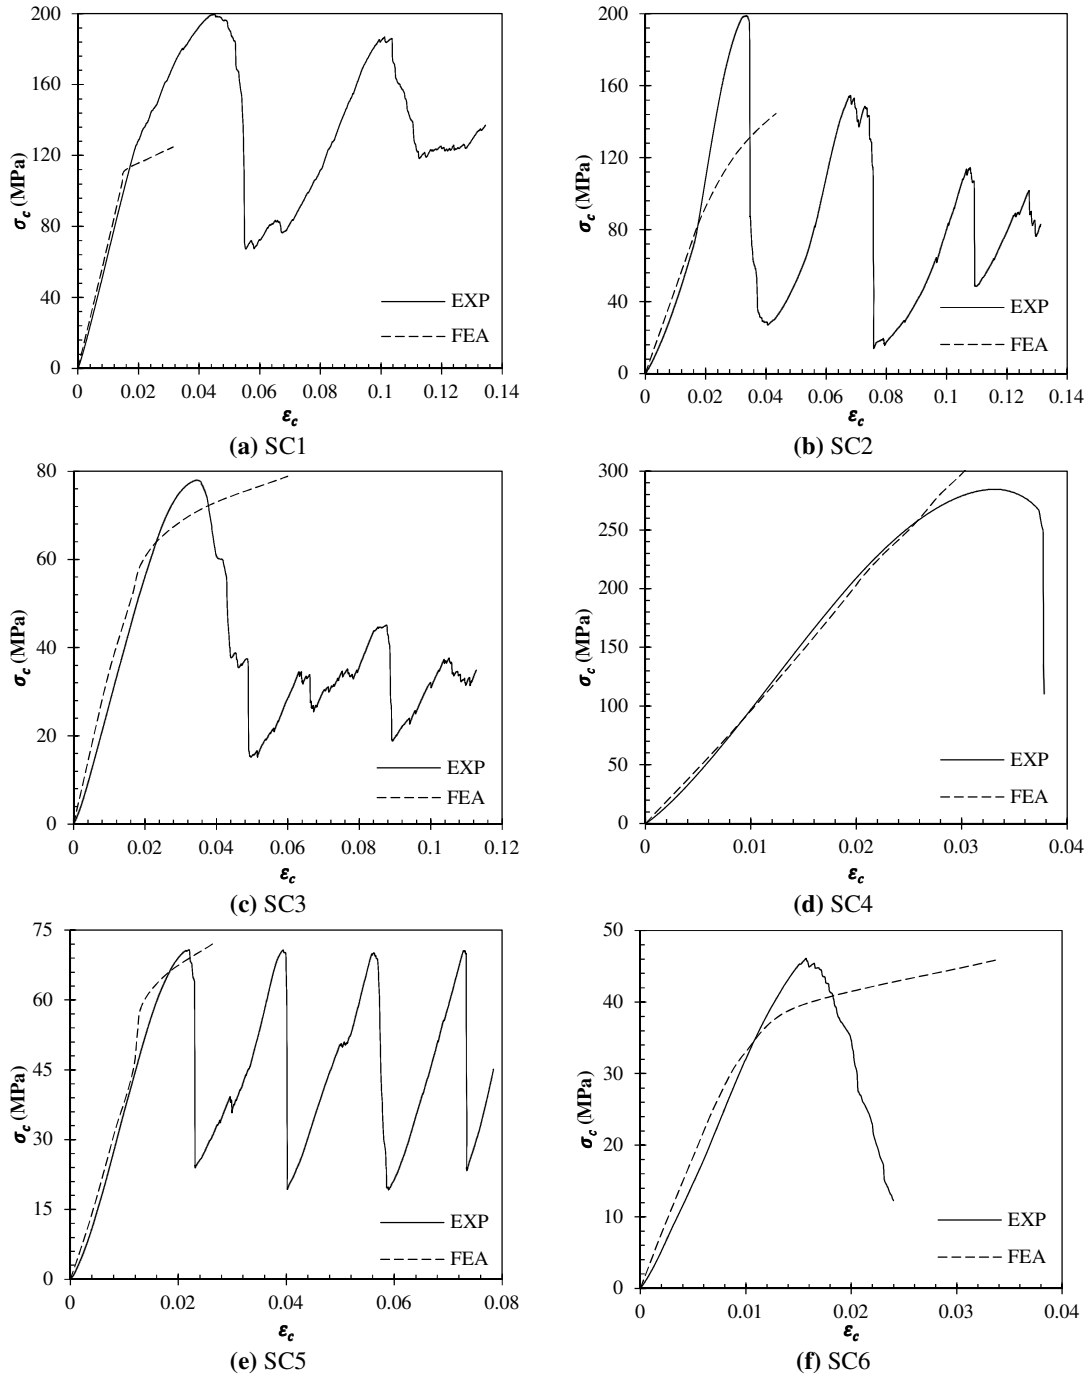 200
160
120
80
40
0
σc (MPa)
EXP
FEA
0 0.02 0.04 0.06 0.08 0.1 0.12 0.14
εc
(a) SC1
200
160
120
80
40
0
σc (MPa)
EXP
FEA
0 0.02 0.04 0.06 0.08 0.1 0.12 0.14
εc
(b) SC2
80
60
40
20
0
σc (MPa)
EXP
FEA
0 0.02 0.04 0.06 0.08 0.1 0.12
εc
(c) SC3
300
250
200
150
100
50
0
σc (MPa)
EXP
FEA
0 0.01 0.02 0.03 0.04
εc
(d) SC4
75
60
45
30
15
0
σc (MPa)
EXP
FEA
0 0.02 0.04 0.06 0.08
εc
(e) SC5
50
40
30
20
10
0
σc (MPa)
EXP
FEA
0 0.01 0.02 0.03 0.04
εc
(f) SC6